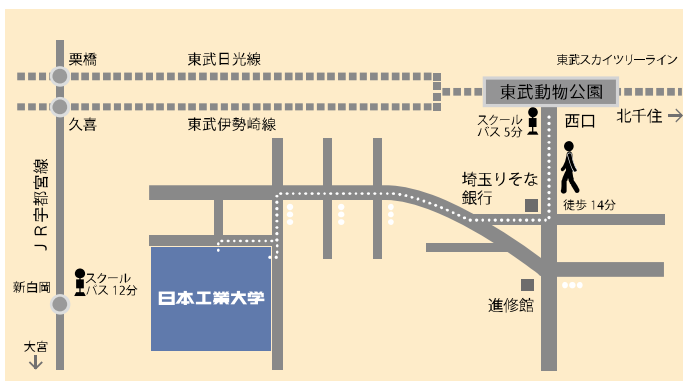 栗橋
東武日光線
東武スカイツリーライン
東武動物公園
久喜
東武伊勢崎線
スクール
バス 5分
西口
北千住
JR宇都宮線
埼玉りそな
銀行
徒歩 14分
新白岡
スクール
バス 12分
日本工業大学
進修館
大宮